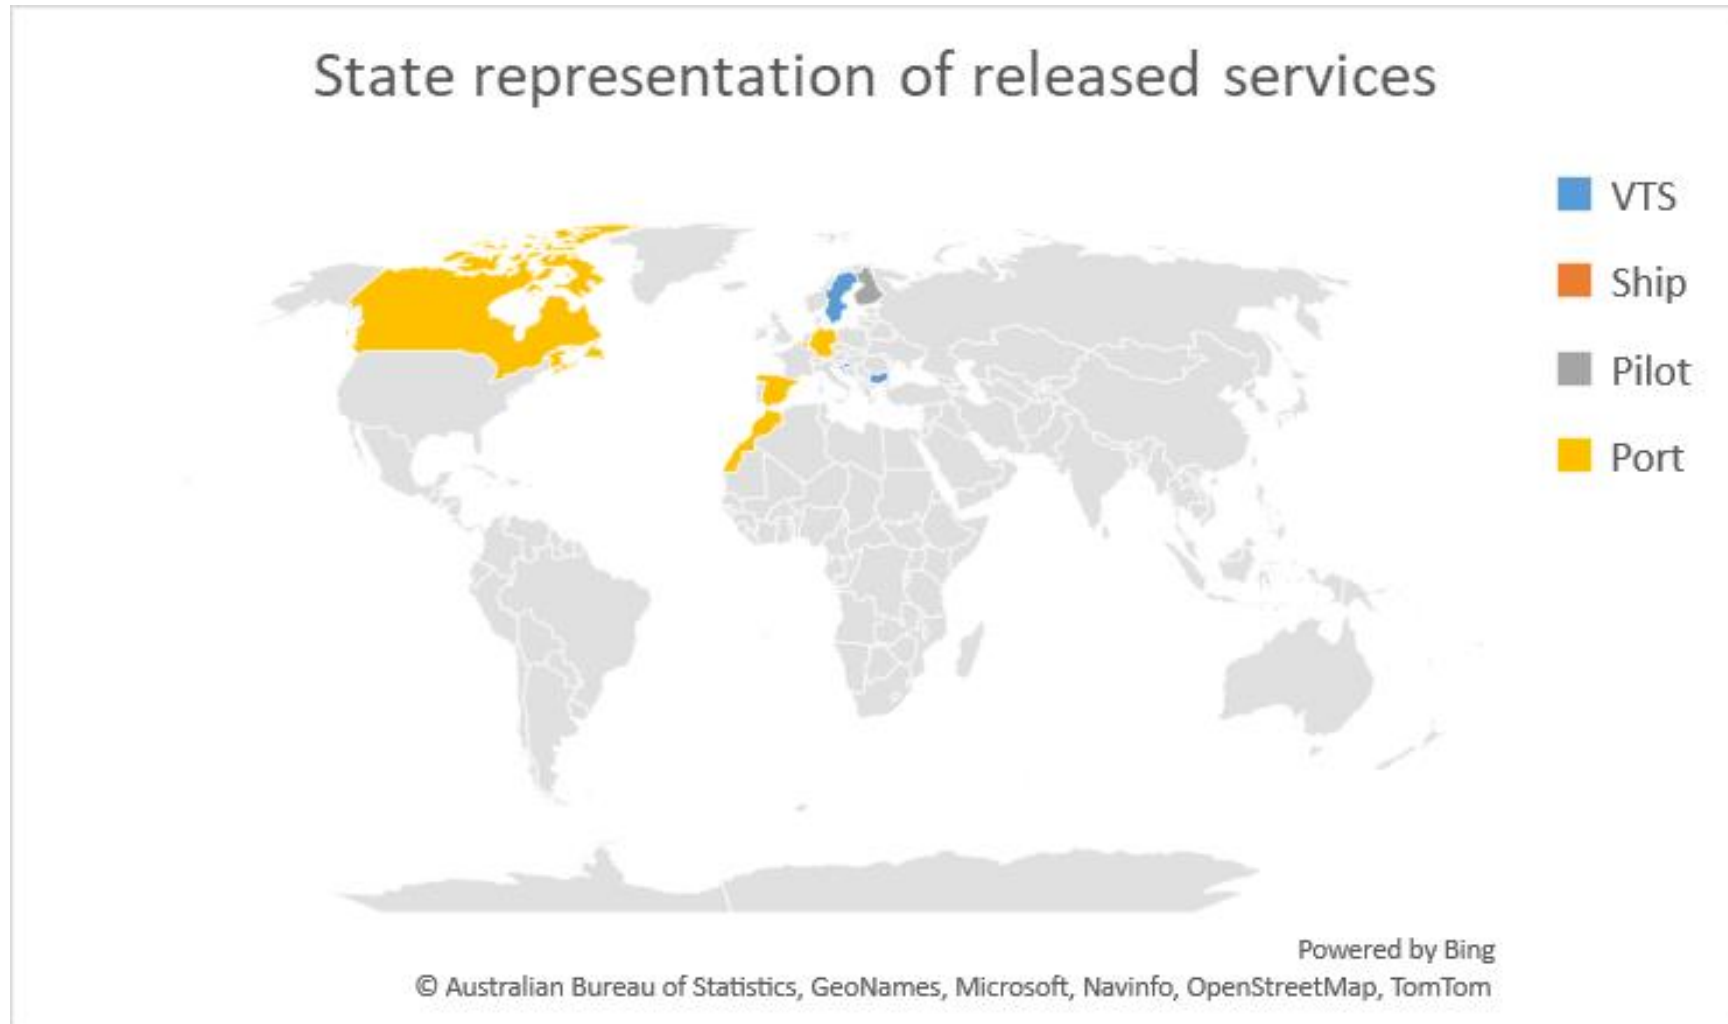 State representation of released services
VTS
Ship
Pilot
Port
Powered by Bing
© Australian Bureau of Statistics, GeoNames, Microsoft, Navinfo, OpenStreetMap, TomTom